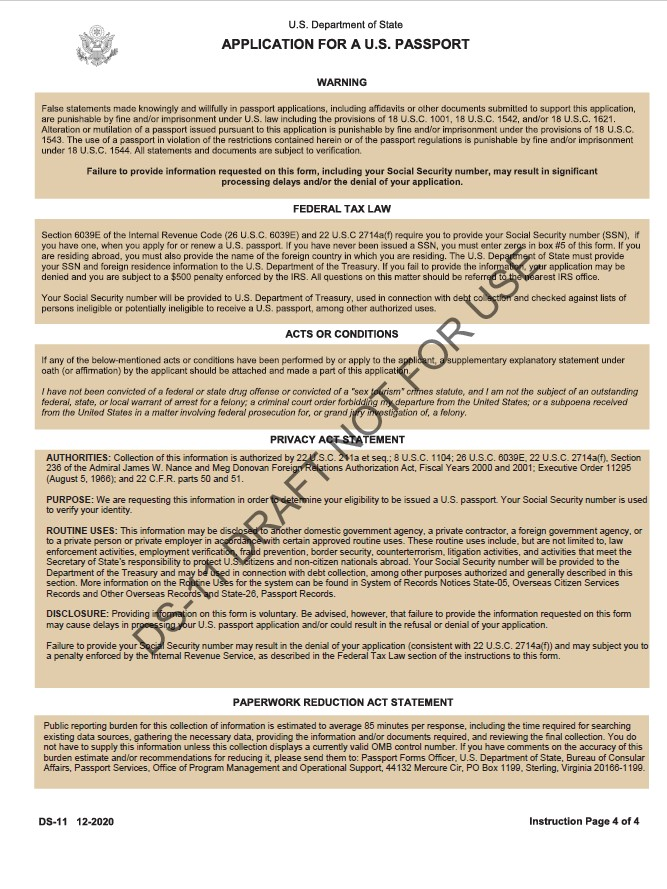 U.S. Department of State
APPLICATION FOR A U.S. PASSPORT
WARNING
False statements made knowingly and willfully in passport applications, including affidavits or other documents submitted to support this application,
are punishable by fine and/or imprisonment under U.S. law including the provisions of 18 U.S.C. 1001, 18 U.S.C. 1542, and/or 18 U.S.C. 1621.
Alteration or mutilation of a passport issued pursuant to this application is punishable by fine and/or imprisonment under the provisions of 18 U.S.C.
1543. The use of a passport in violation of the restrictions contained herein or of the passport regulations is punishable by fine and/or imprisonment
under 18 U.S.C. 1544. All statements and documents are subject to verification.
Failure to provide information requested on this form, including your Social Security number, may result in significant
processing delays and/or the denial of your application.
FEDERAL TAX LAW
Section 6039E of the Internal Revenue Code (26 U.S.C. 6039E) and 22 U.S.C 2714a(f) require you to provide your Social Security number (SSN), if
you have one, when you apply for or renew a U.S. passport. If you have never been issued a SSN, you must enter zeros in box #5 of this form. If you
are residing abroad, you must also provide the name of the foreign country in which you are residing. The U.S. Department of State must provide
your SSN and foreign residence information to the U.S. Department of the Treasury. If you fail to provide the information, your application may be
denied and you are subject to a $500 penalty enforced by the IRS. All questions on this matter should be referred to the nearest IRS office.
Your Social Security number will be provided to U.S. Department of Treasury, used in connection with debt collection and checked against lists of
persons ineligible or potentially ineligible to receive a U.S. passport, among other authorized uses.
ACTS OR CONDITIONS
If any of the below-mentioned acts or conditions have been performed by or apply to the applicant, a supplementary explanatory statement under
oath (or affirmation) by the applicant should be attached and made a part of this application.
I have not been convicted of a federal or state drug offense or convicted of a "sex tourism" crimes statute, and I am not the subject of an outstanding
federal, state, or local warrant of arrest for a felony; a criminal court order forbidding my departure from the United States; or a subpoena received
from the United States in a matter involving federal prosecution for, or grand jury investigation of, a felony.
PRIVACY ACT STATEMENT
AUTHORITIES: Collection of this information is authorized by 22 U.S.C. 211a et seq.; 8 U.S.C. 1104; 26 U.S.C. 6039E, 22 U.S.C. 2714a(f), Section
236 of the Admiral James W. Nance and Meg Donovan Foreign Relations Authorization Act, Fiscal Years 2000 and 2001; Executive Order 11295
(August 5, 1966); and 22 C.F.R. parts 50 and 51.
PURPOSE: We are requesting this information in order to determine your eligibility to be issued a U.S. passport. Your Social Security number is used
to verify your identity.
ROUTINE USES: This information may be disclosed to another domestic government agency, a private contractor, a foreign government agency, or
to a private person or private employer in accordance with certain approved routine uses. These routine uses include, but are not limited to, law
enforcement activities, employment verification, fraud prevention, border security, counterterrorism, litigation activities, and activities that meet the
Secretary of State's responsibility to protect U.S. citizens and non-citizen nationals abroad. Your Social Security number will be provided to the
Department of the Treasury and may be used in connection with debt collection, among other purposes authorized and generally described in this
section. More information on the Routine Uses for the system can be found in System of Records Notices State-05, Overseas Citizen Services
Records and Other Overseas Records and State-26, Passport Records.
DISCLOSURE: Providing information on this form is voluntary. Be advised, however, that failure to provide the information requested on this form
may cause delays in processing your U.S. passport application and/or could result in the refusal or denial of your application.
Failure to provide your Social Security number may result in the denial of your application (consistent with 22 U.S.C. 2714a(f)) and may subject you to
a penalty enforced by the Internal Revenue Service, as described in the Federal Tax Law section of the instructions to this form.
PAPERWORK REDUCTION ACT STATEMENT
Public reporting burden for this collection of information is estimated to average 85 minutes per response, including the time required for searching
existing data sources, gathering the necessary data, providing the information and/or documents required, and reviewing the final collection. You do
not have to supply this information unless this collection displays a currently valid OMB control number. If you have comments on the accuracy of this
burden estimate and/or recommendations for reducing it, please send them to: Passport Forms Officer, U.S. Department of State, Bureau of Consular
Affairs, Passport Services, Office of Program Management and Operational Support, 44132 Mercure Cir, PO Box 1199, Sterling, Virginia 20166-1199.
DS-11 12-2020
Instruction Page 4 of 4
DS-11 DRAFT NOT FOR USE